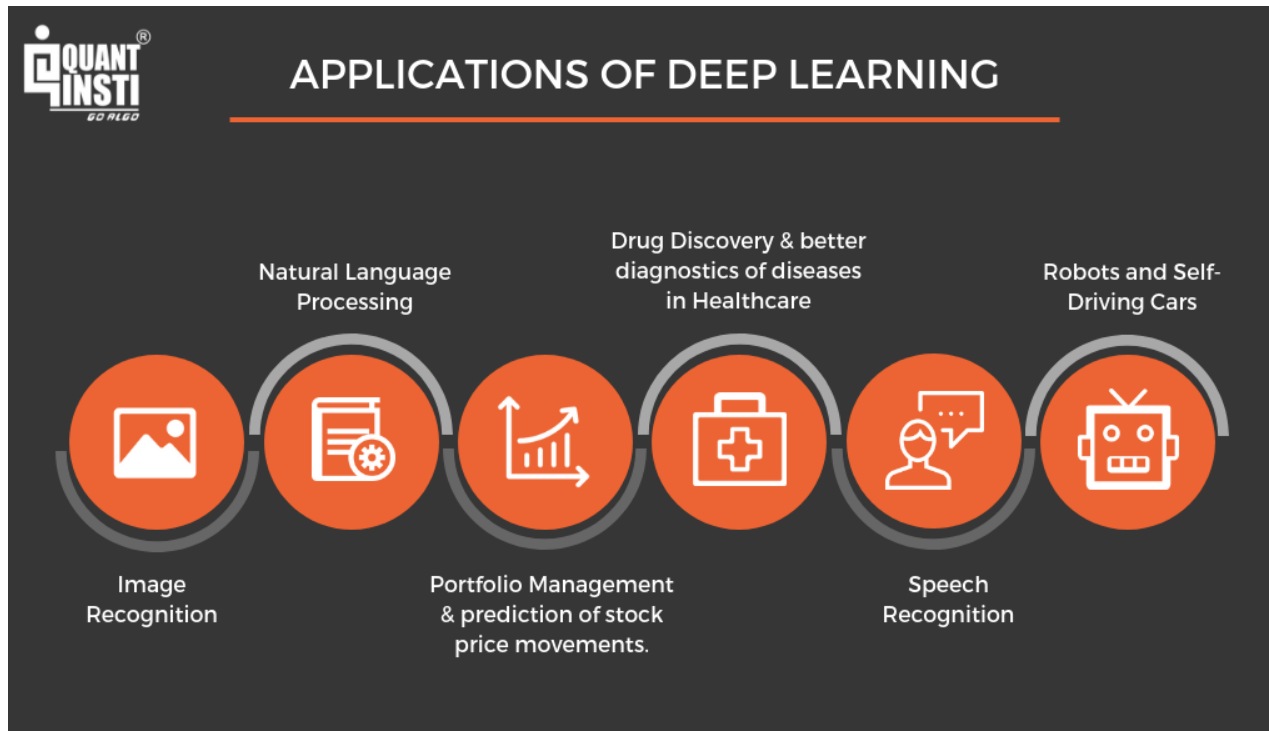 QUANT
INSTI
®
GO ALGO
APPLICATIONS OF DEEP LEARNING
Image
Recognition
Natural Language
Processing
Portfolio Management
& prediction of stock
price movements.
Drug Discovery & better
diagnostics of diseases
in Healthcare
Speech
Recognition
Robots and Self-
Driving Cars